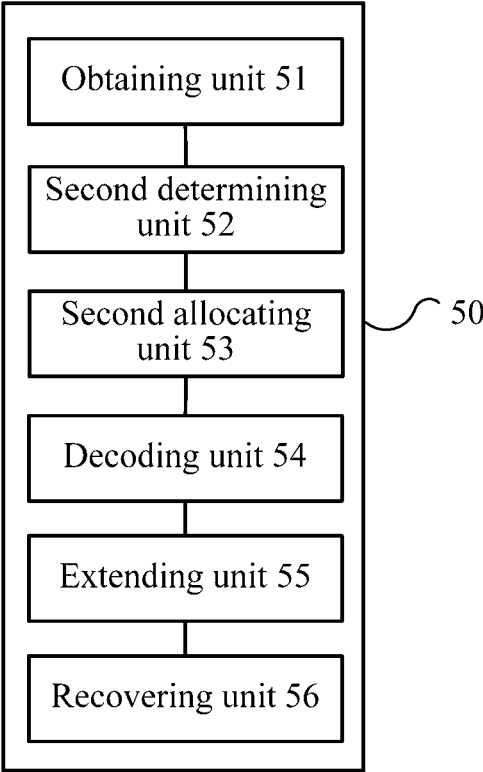 Obtaining unit 51
Second determining
unit 52
Second allocating
unit 53
50
Decoding unit 54
Extending unit 55
Recovering unit 56